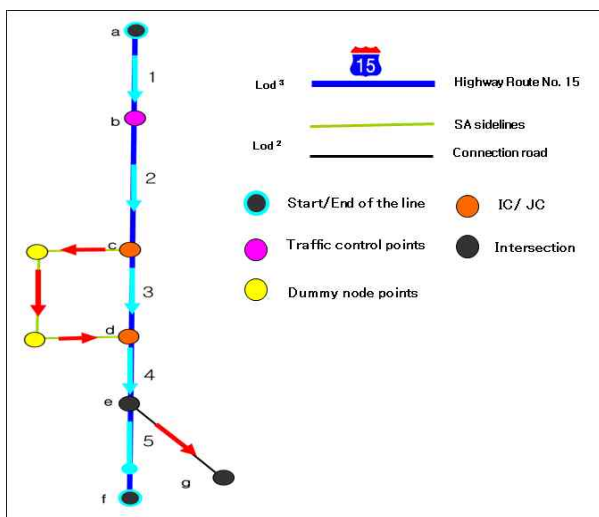 a
1
b
2
c
3
d
4
e
5
f
g
15
Lod 3
Highway Route No. 15
SA sidelines
Lod 2
Connection road
Start/End of the line
IC/ JC
Traffic control points
Intersection
Dummy node points